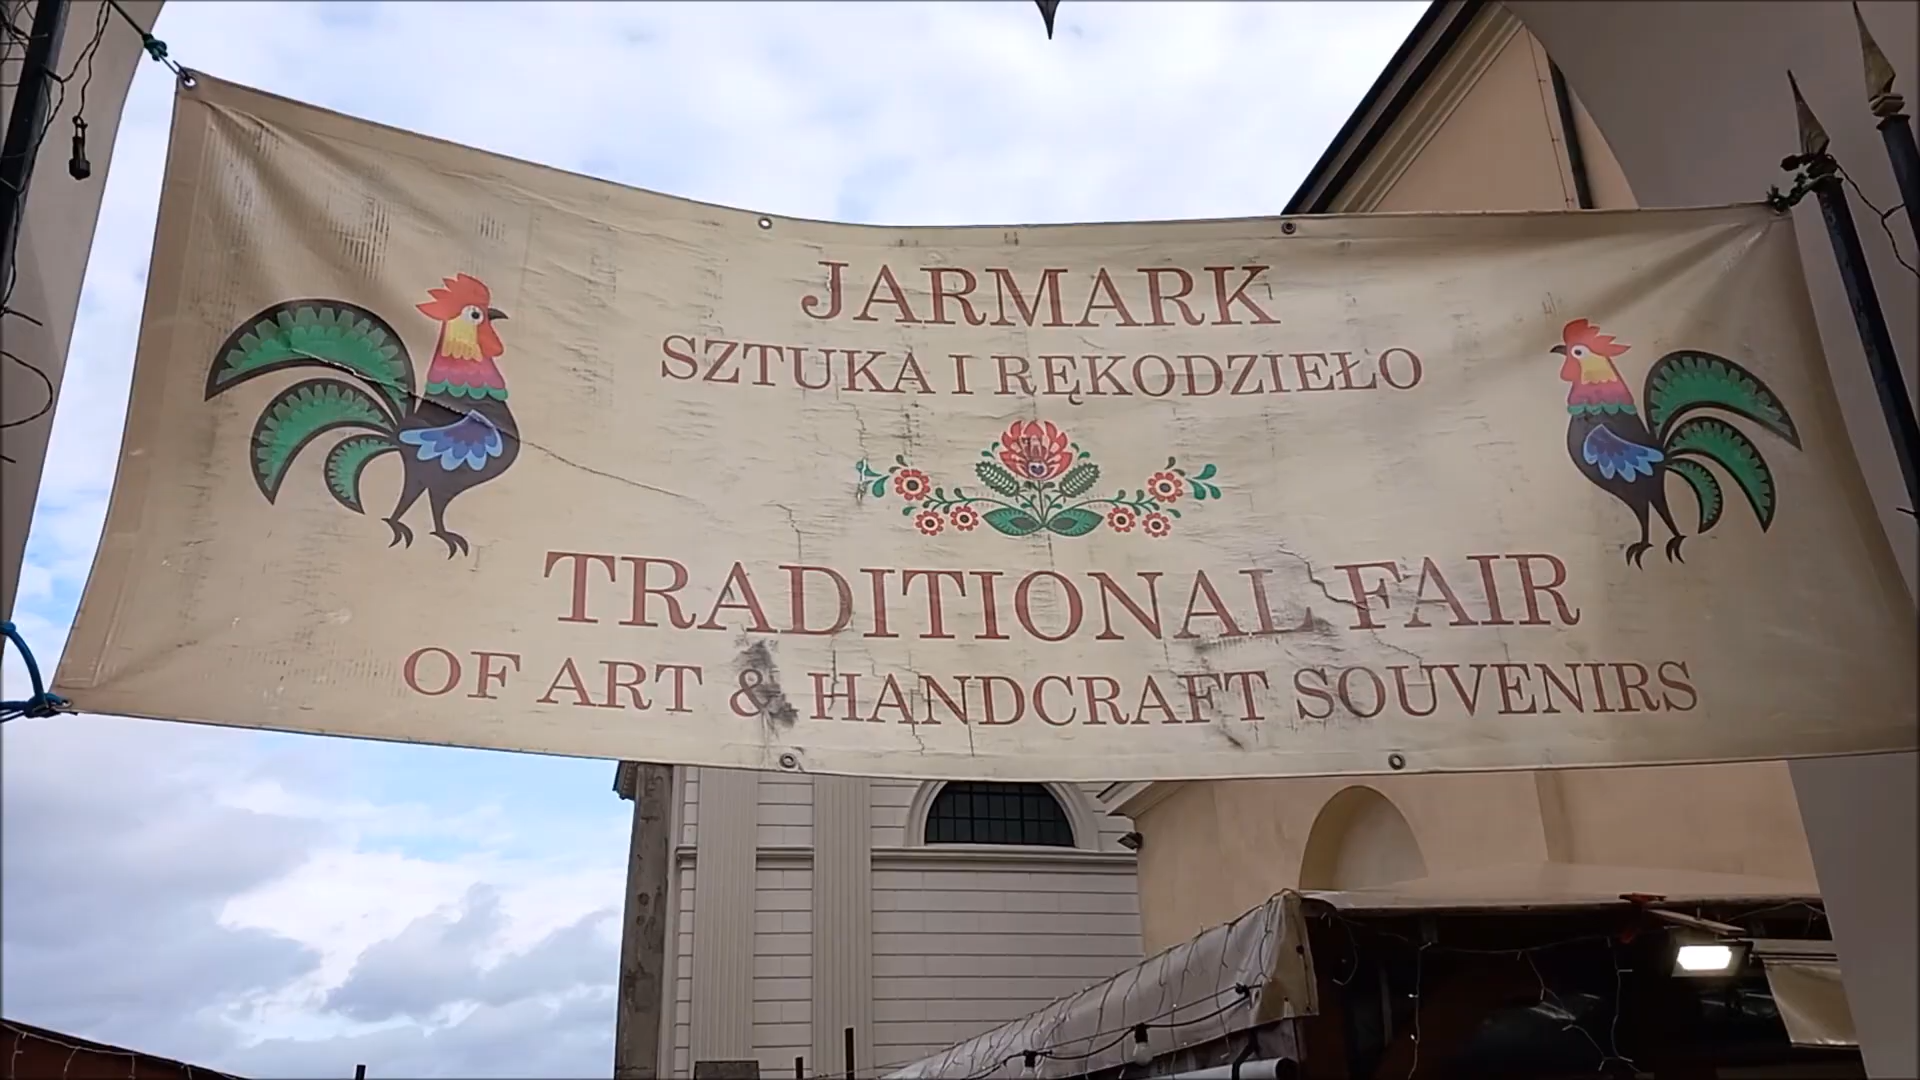 JARMARK
SZTUKA I RĘKODZIEŁO
TRADITIONAL FAIR
OF ART & HANDCRAFT SOUVENIRS